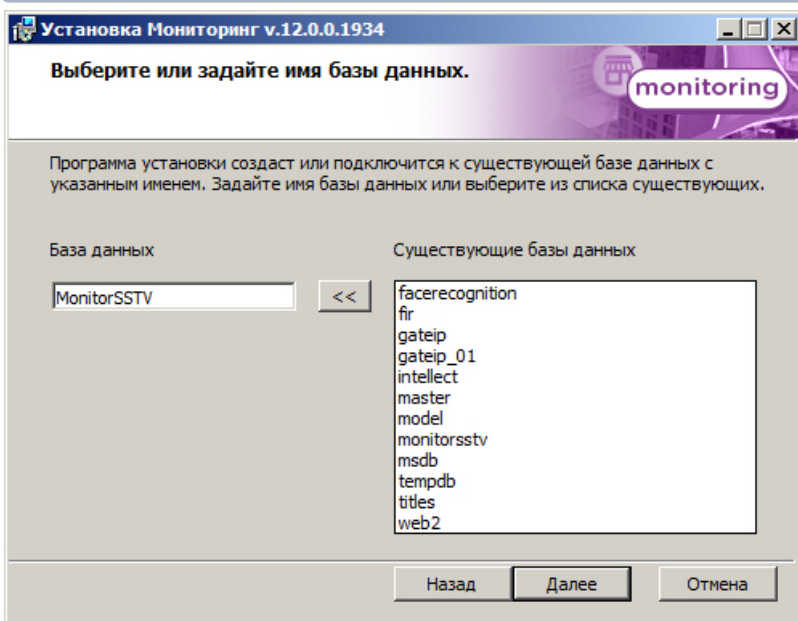 Установка Мониторинг v.12.0.0.1934
Выберите или задайте имя базы данных.
monitoring
Программа установки создаст или подключится к существующей базе данных с
указанным именем. Задайте имя базы данных или выберите из списка существующих.
База данных
Существующие базы данных
MonitorSSTV
<<
facerecognition
fir
gateip
gateip_01
intellect
master
model
monitorsstv
msdb
tempdb
titles
web2
Назад
Далее
Отмена